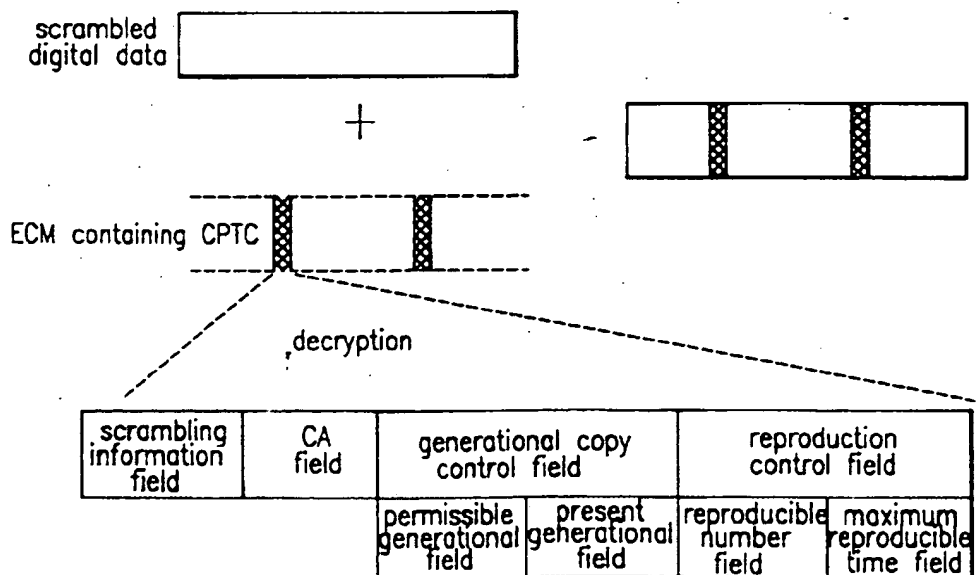 scrambled
digital data
+
ECM containing CPTC
decryption
scrambling
information
field
CA
field
generational copy
control field
reproduction
control field
permissible
generational
field
present
generational
field
reproducible
number
field
maximum
reproducible
time field